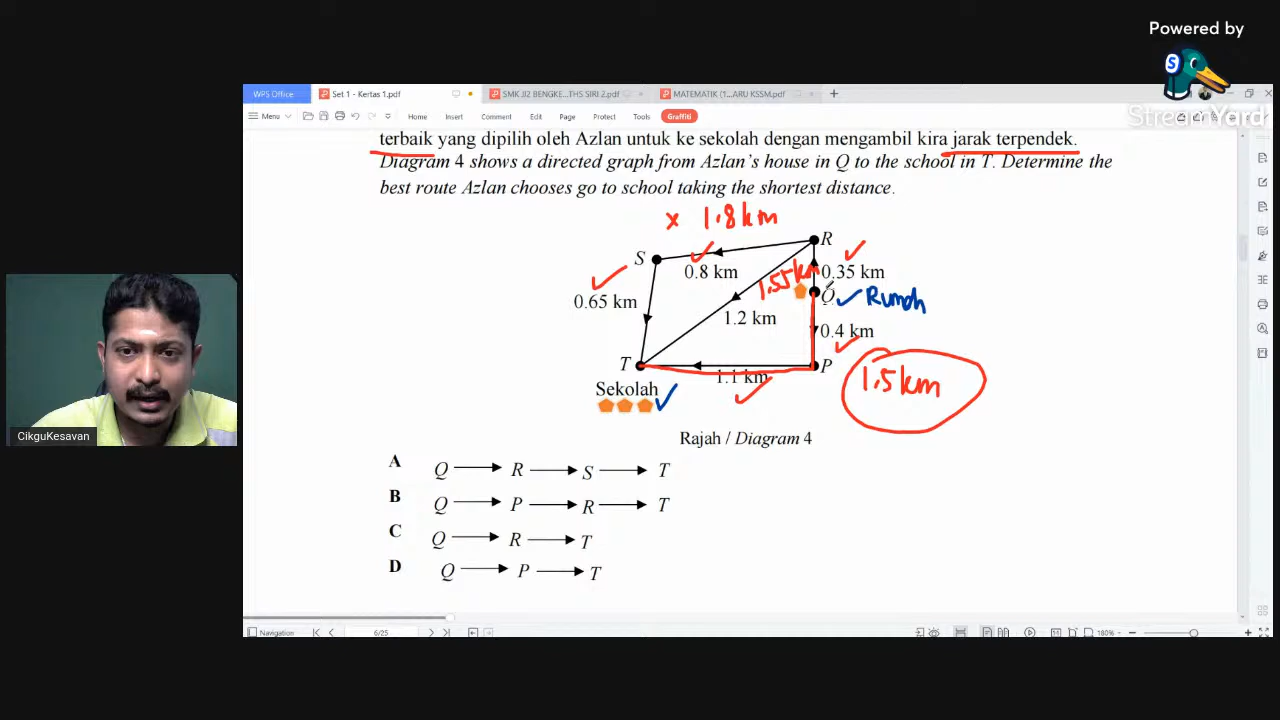 Powered by
StreamYard
WPS Office
Set 1 - Kertas 1.pdf
SMK JI2 BENGKE...THS SIRI 2.pdf
MATEMATIK (T...ARU KSSM.pdf
Menu
Home
Insert
Comment
Edit
Page
Protect
Tools
Graffiti
terbaik yang dipilih oleh Azlan untuk ke sekolah dengan mengambil kira jarak terpendek.
Diagram 4 shows a directed graph from Azlan's house in Q to the school in T. Determine the
best route Azlan chooses go to school taking the shortest distance.
x 1.8km
R
S
0.8 km
0.35 km
1.55km
0.65 km
Q
Rumah
1.2 km
0.4 km
T
P
1.1 km
1.5km
Sekolah
Rajah / Diagram 4
A Q → R → S → T
B Q → P → R → T
C Q → R → T
D Q → P → T
CikguKesavan
Navigation
6/25
180%